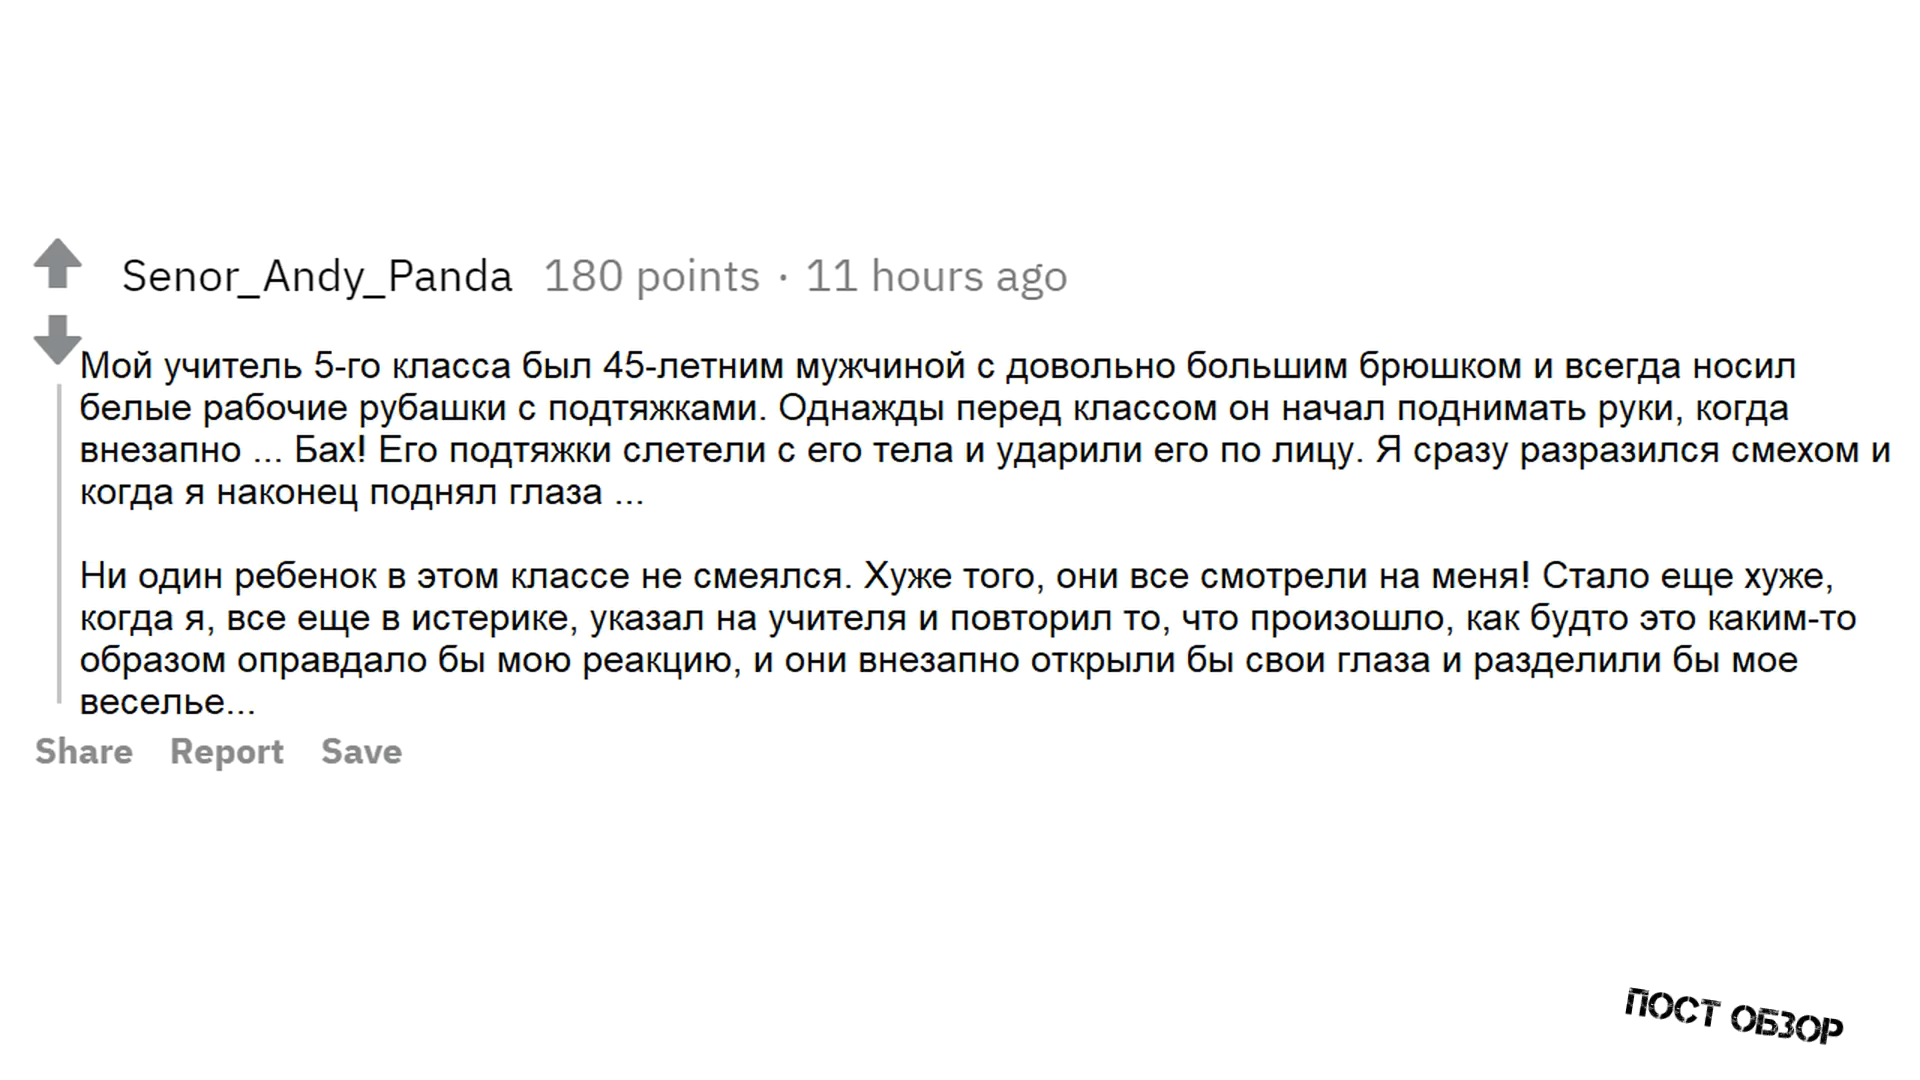 Senor_Andy_Panda 180 points · 11 hours ago
Мой учитель 5-го класса был 45-летним мужчиной с довольно большим брюшком и всегда носил
белые рабочие рубашки с подтяжками. Однажды перед классом он начал поднимать руки, когда
внезапно ... Бах! Его подтяжки слетели с его тела и ударили его по лицу. Я сразу разразился смехом и
когда я наконец поднял глаза ...
Ни один ребенок в этом классе не смеялся. Хуже того, они все смотрели на меня! Стало еще хуже,
когда я, все еще в истерике, указал на учителя и повторил то, что произошло, как будто это каким-то
образом оправдало бы мою реакцию, и они внезапно открыли бы свои глаза и разделили бы мое
веселье...
Share Report Save
ПОСТ ОБЗОР